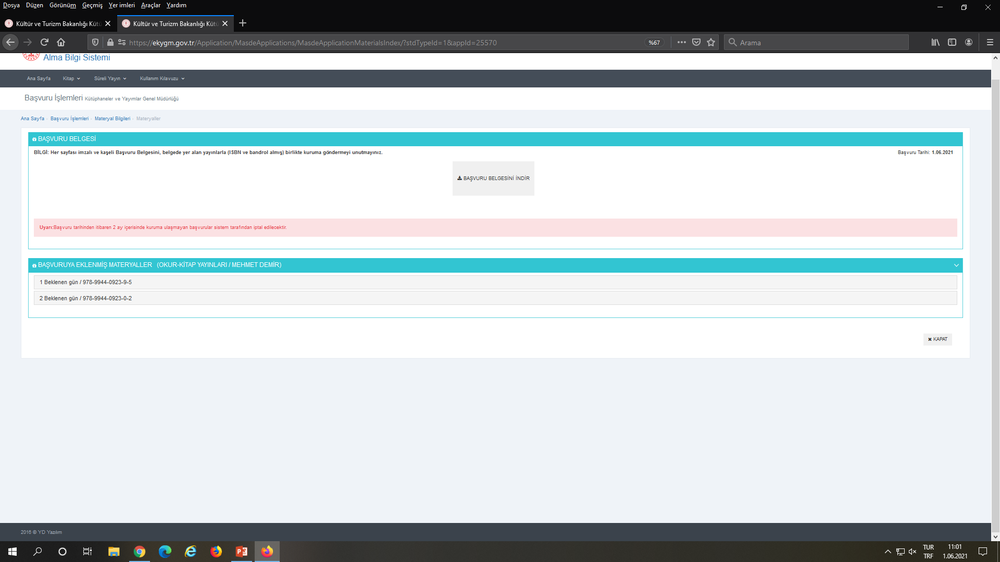 Dosya Düzen Görünüm Geçmiş Yer imleri Araçlar Yardım
Kültür ve Turizm Bakanlığı Kütü
Kültür ve Turizm Bakanlığı Kütü
https://ekygm.gov.tr/Application/MasdeApplications/MasdeApplicationMaterialsIndex/?stdTypeId=1&appId=25570
%67
Arama
Alma Bilgi Sistemi
Ana Sayfa Kitap Süreli Yayın Kullanım Kılavuzu
Başvuru İşlemleri Kütüphaneler ve Yayımlar Genel Müdürlüğü
Ana Sayfa Başvuru İşlemleri Materyal Bilgileri Materyaller
BAŞVURU BELGESİ
BİLGİ: Her sayfası imzalı ve kaşeli Başvuru Belgesini, belgede yer alan yayınlarla (ISBN ve bandrol almış) birlikte kuruma göndermeyi unutmayınız.
Başvuru Tarihi: 1.06.2021
BAŞVURU BELGESİNİ İNDİR
Uyarı:Başvuru tarihinden itibaren 2 ay içerisinde kuruma ulaşmayan başvurular sistem tarafından iptal edilecektir.
BAŞVURUYA EKLENMİŞ MATERYALLER (OKUR-KİTAP YAYINLARI / MEHMET DEMİR)
1 Beklenen gün / 978-9944-0923-9-5
2 Beklenen gün / 978-9944-0923-0-2
KAPAT
2016 © YD Yazılım
TUR
TRF
11:01
1.06.2021